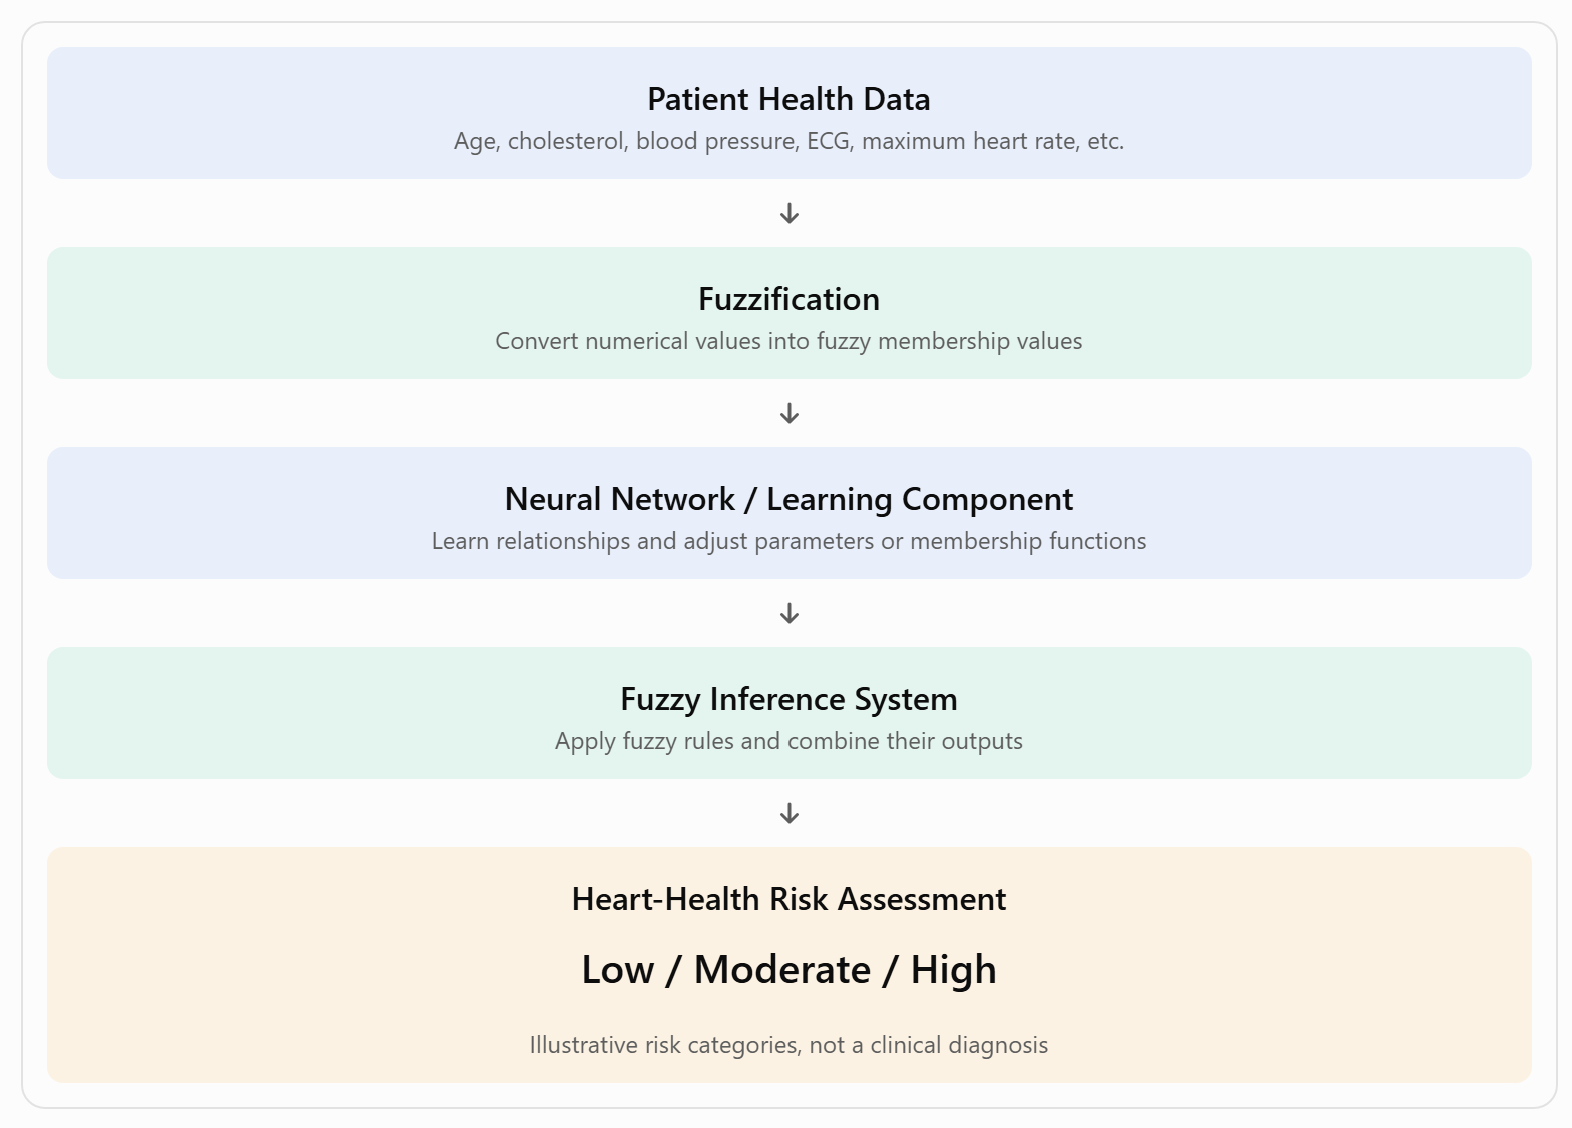 Patient Health Data
Age, cholesterol, blood pressure, ECG, maximum heart rate, etc.
Fuzzification
Convert numerical values into fuzzy membership values
Neural Network / Learning Component
Learn relationships and adjust parameters or membership functions
Fuzzy Inference System
Apply fuzzy rules and combine their outputs
Heart-Health Risk Assessment
Low / Moderate / High
Illustrative risk categories, not a clinical diagnosis